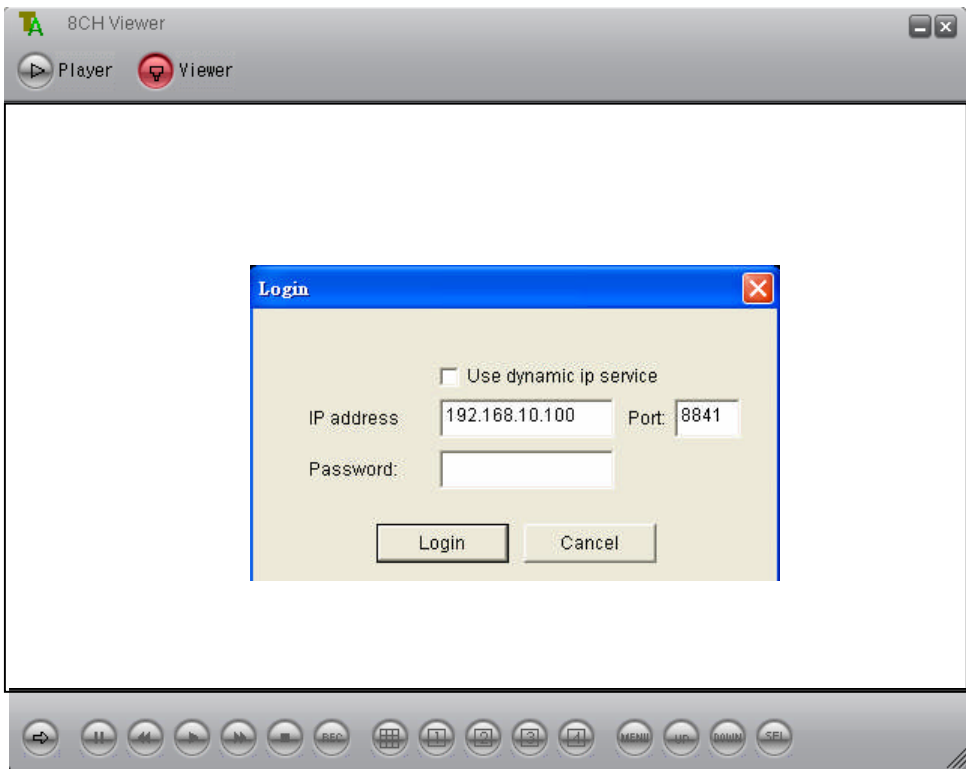 TA 8CH Viewer
Player Viewer
Login
Use dynamic ip service
IP address 192.168.10.100 Port: 8841
Password:
Login Cancel
REC 1 2 3 4 MENU UP DOWN SEL